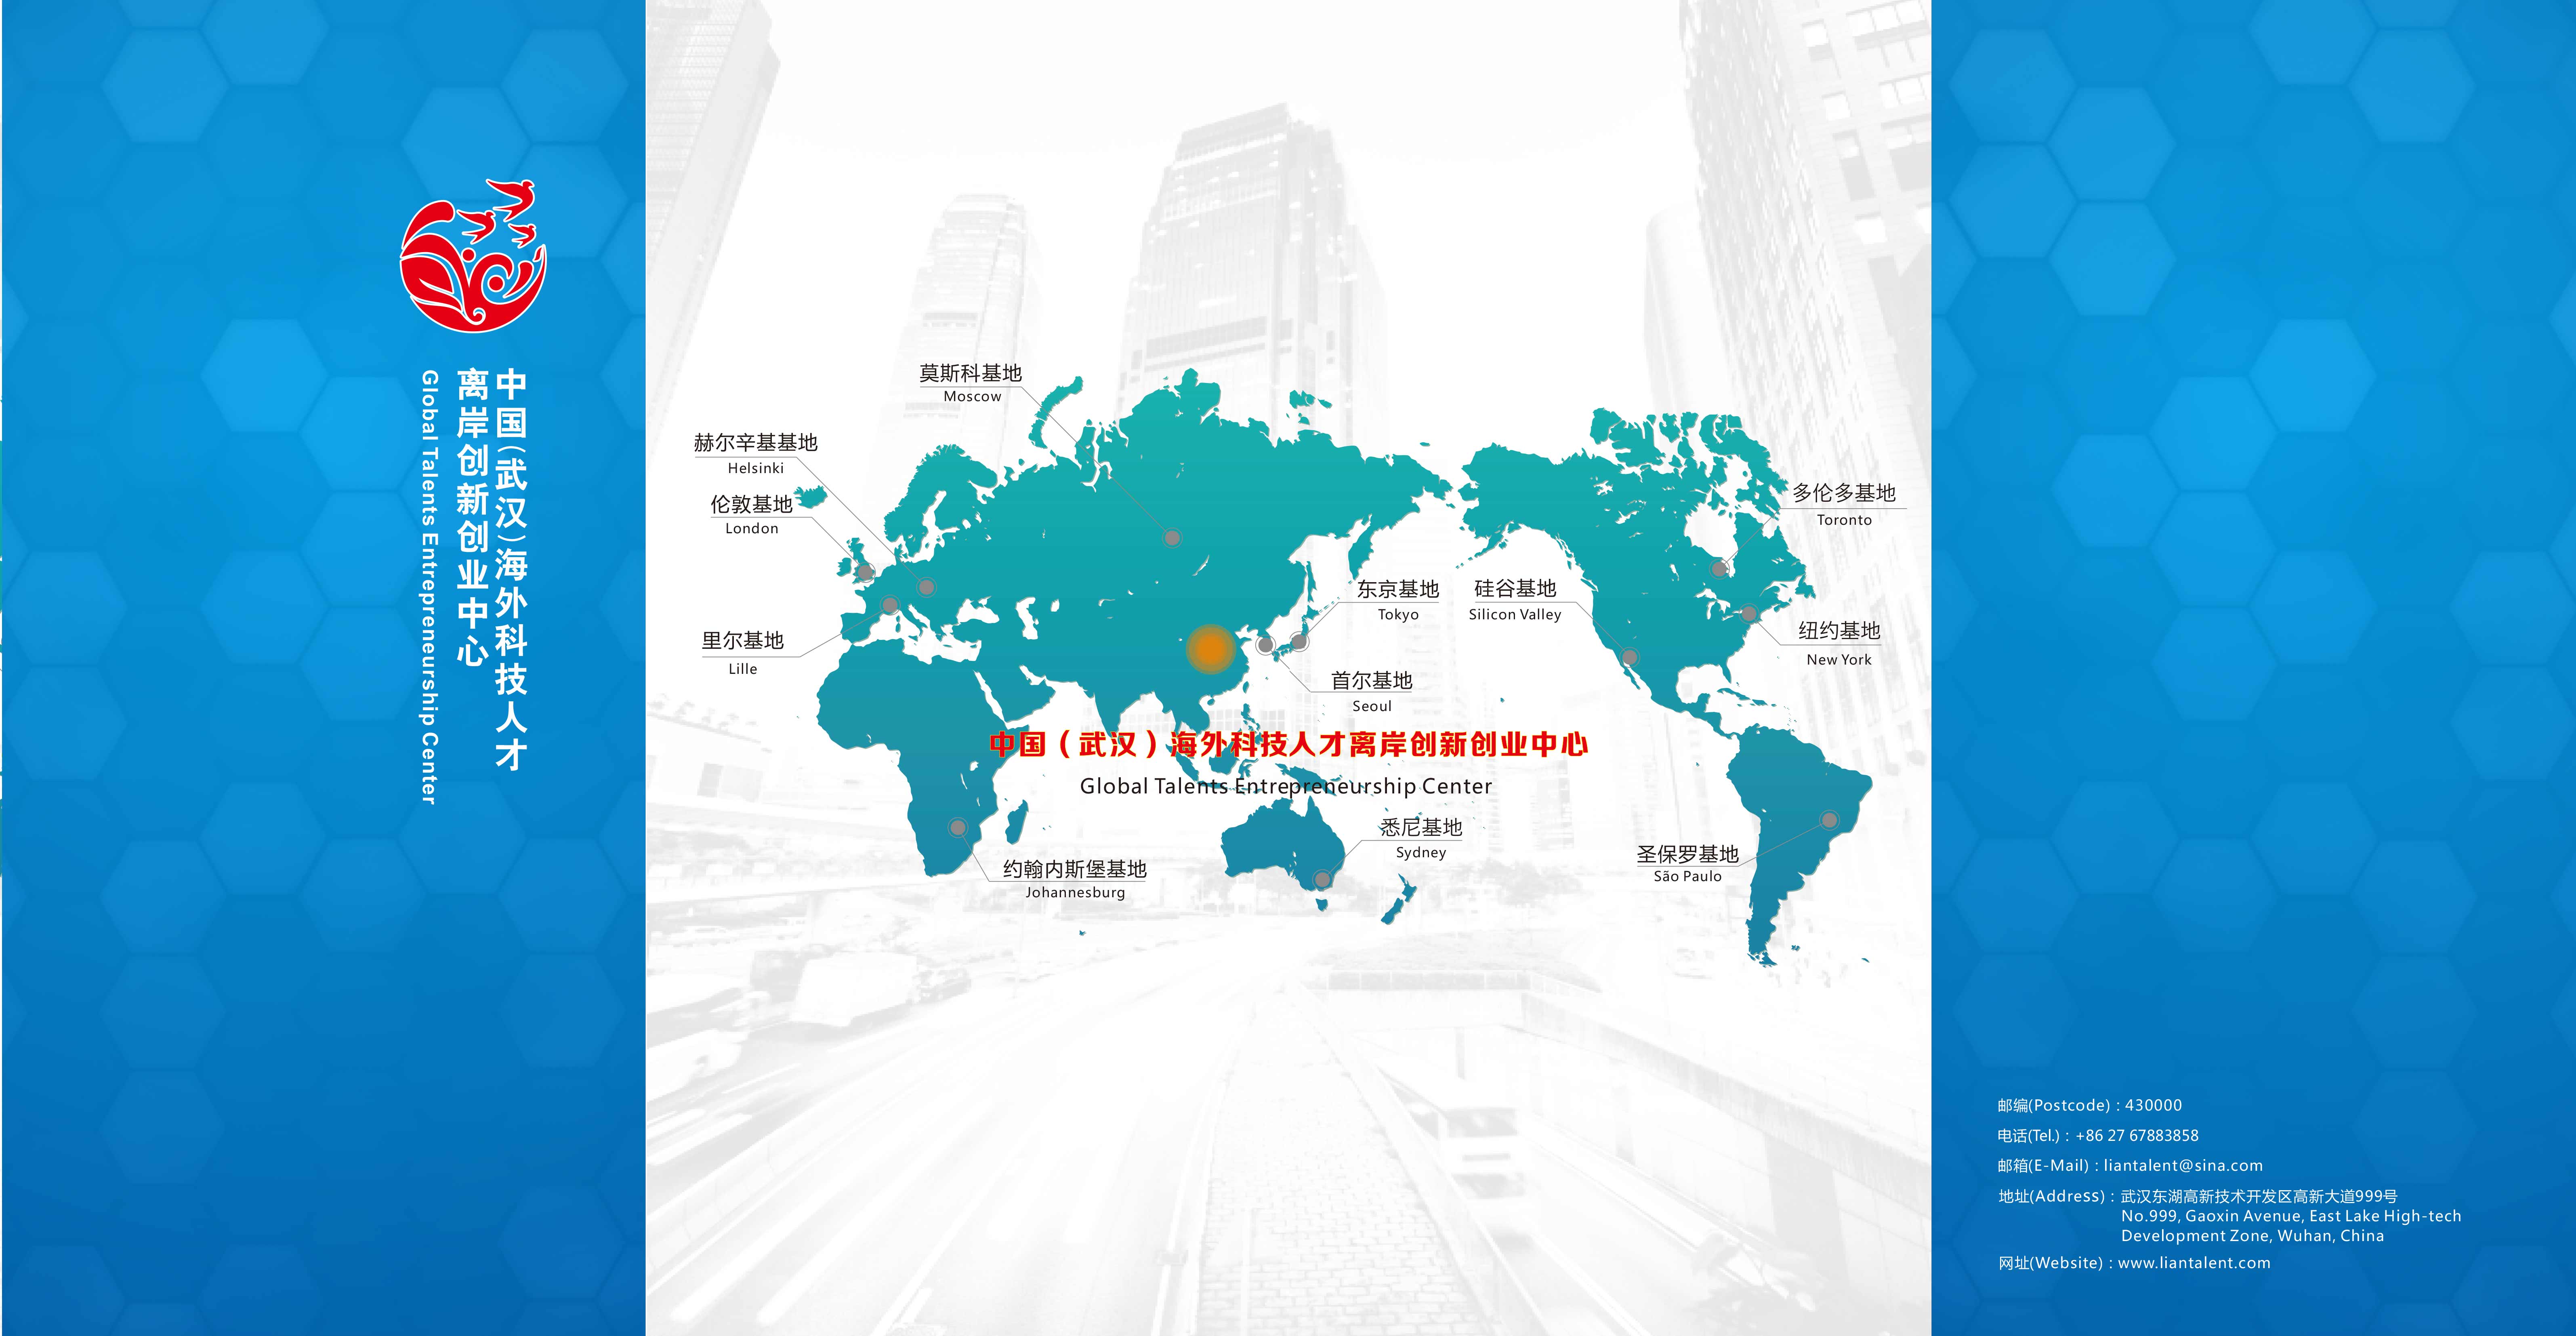 中国（武汉）海外科技人才
离岸创新创业中心
Global Talents Entrepreneurship Center
莫斯科基地
Moscow
赫尔辛基基地
Helsinki
伦敦基地
London
里尔基地
Lille
东京基地
Tokyo
硅谷基地
Silicon Valley
多伦多基地
Toronto
纽约基地
New York
首尔基地
Seoul
中国（武汉）海外科技人才离岸创新创业中心
Global Talents Entrepreneurship Center
悉尼基地
Sydney
约翰内斯堡基地
Johannesburg
圣保罗基地
São Paulo
邮编(Postcode)：430000
电话(Tel.)：+86 27 67883858
邮箱(E-Mail)：liantalent@sina.com
地址(Address)：武汉东湖高新技术开发区高新大道999号
No.999, Gaoxin Avenue, East Lake High-tech
Development Zone, Wuhan, China
网址(Website)：www.liantalent.com